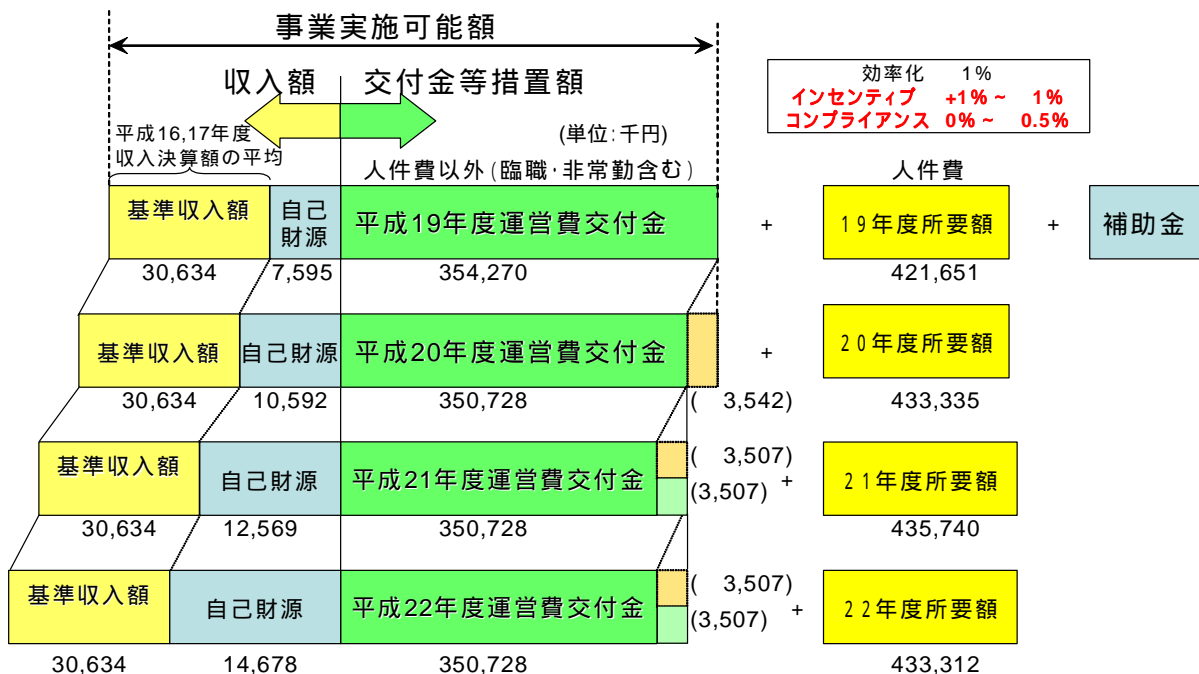 事業実施可能額
収入額 交付金等措置額
効率化 1%
インセンティブ +1%~ 1%
コンプライアンス 0%~ 0.5%
平成16,17年度
収入決算額の平均
(単位:千円)
人件費以外(臨職・非常勤含む)
人件費
基準収入額
自己
財源
平成19年度運営費交付金
+
19年度所要額
+
補助金
30,634 7,595 354,270 421,651
基準収入額 自己財源 平成20年度運営費交付金 + 20年度所要額
30,634 10,592 350,728 ( 3,542) 433,335
基準収入額 自己財源 平成21年度運営費交付金 ( 3,507)
(3,507) + 21年度所要額
30,634 12,569 350,728 435,740
基準収入額 自己財源 平成22年度運営費交付金 ( 3,507)
(3,507) + 22年度所要額
30,634 14,678 350,728 433,312